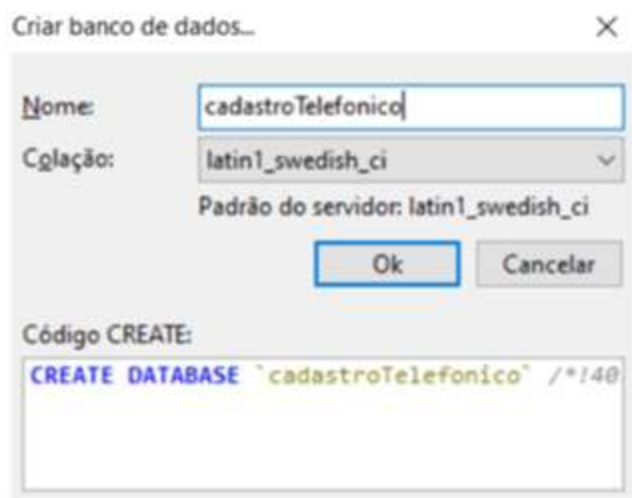 Criar banco de dados...
Nome: cadastroTelefonico
Colação: latin1_swedish_ci
Padrão do servidor: latin1_swedish_ci
Ok Cancelar
Código CREATE:
CREATE DATABASE `cadastroTelefonico` /*!40